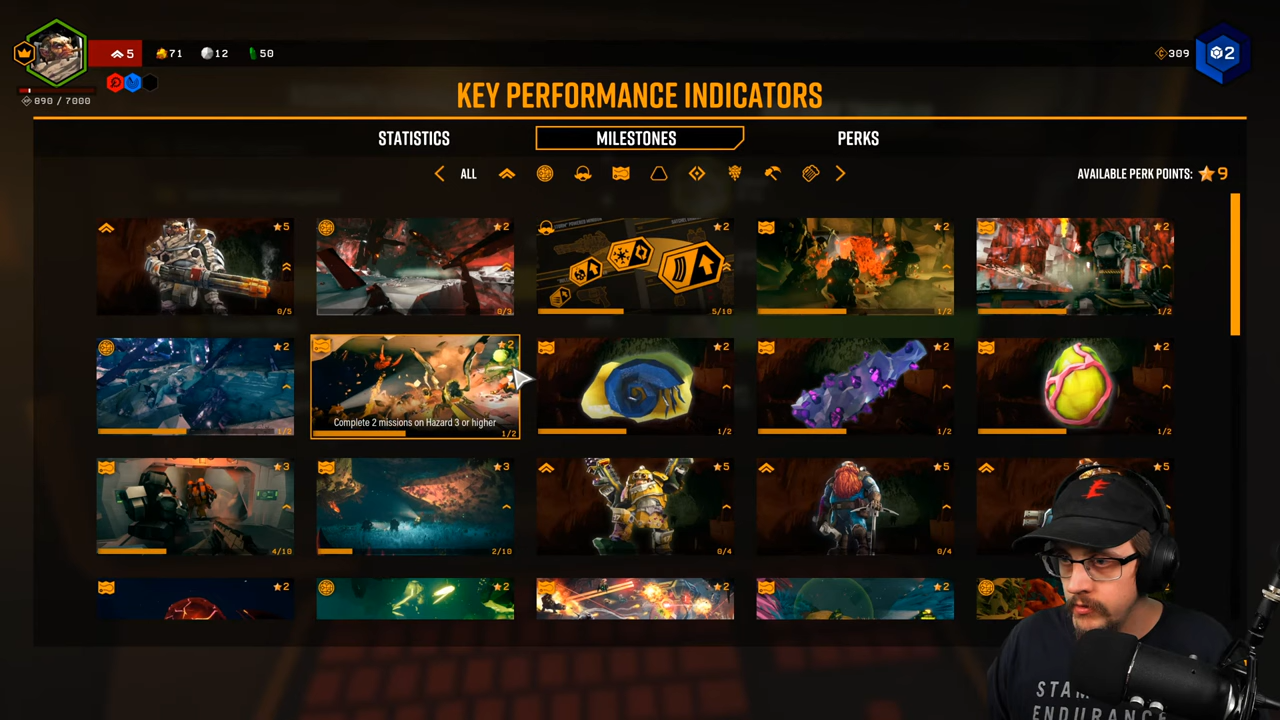 5 71 12 50
309 2
890 / 7000
KEY PERFORMANCE INDICATORS
STATISTICS MILESTONES PERKS
ALL
AVAILABLE PERK POINTS: 9
5 2 2 2 2
0/5 0/2 5/10 1/2 1/2
2 2 2 2 2
Complete 2 missions on Hazard 3 or higher
1/2 1/2 1/2 1/2 1/2
3 3 5 5 5
4/10 2/10 0/4 0/4
2 2 2 2
E
ENDURANCE